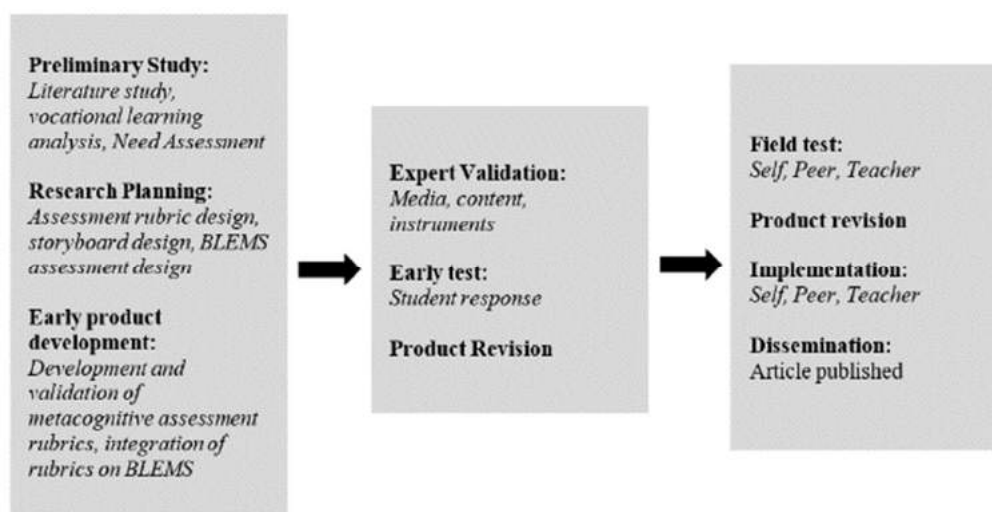 Preliminary Study:
Literature study,
vocational learning
analysis, Need Assessment
Research Planning:
Assessment rubric design,
storyboard design, BLEMS
assessment design
Early product
development:
Development and
validation of
metacognitive assessment
rubrics, integration of
rubrics on BLEMS
Expert Validation:
Media, content,
instruments
Early test:
Student response
Product Revision
Field test:
Self, Peer, Teacher
Product revision
Implementation:
Self, Peer, Teacher
Dissemination:
Article published